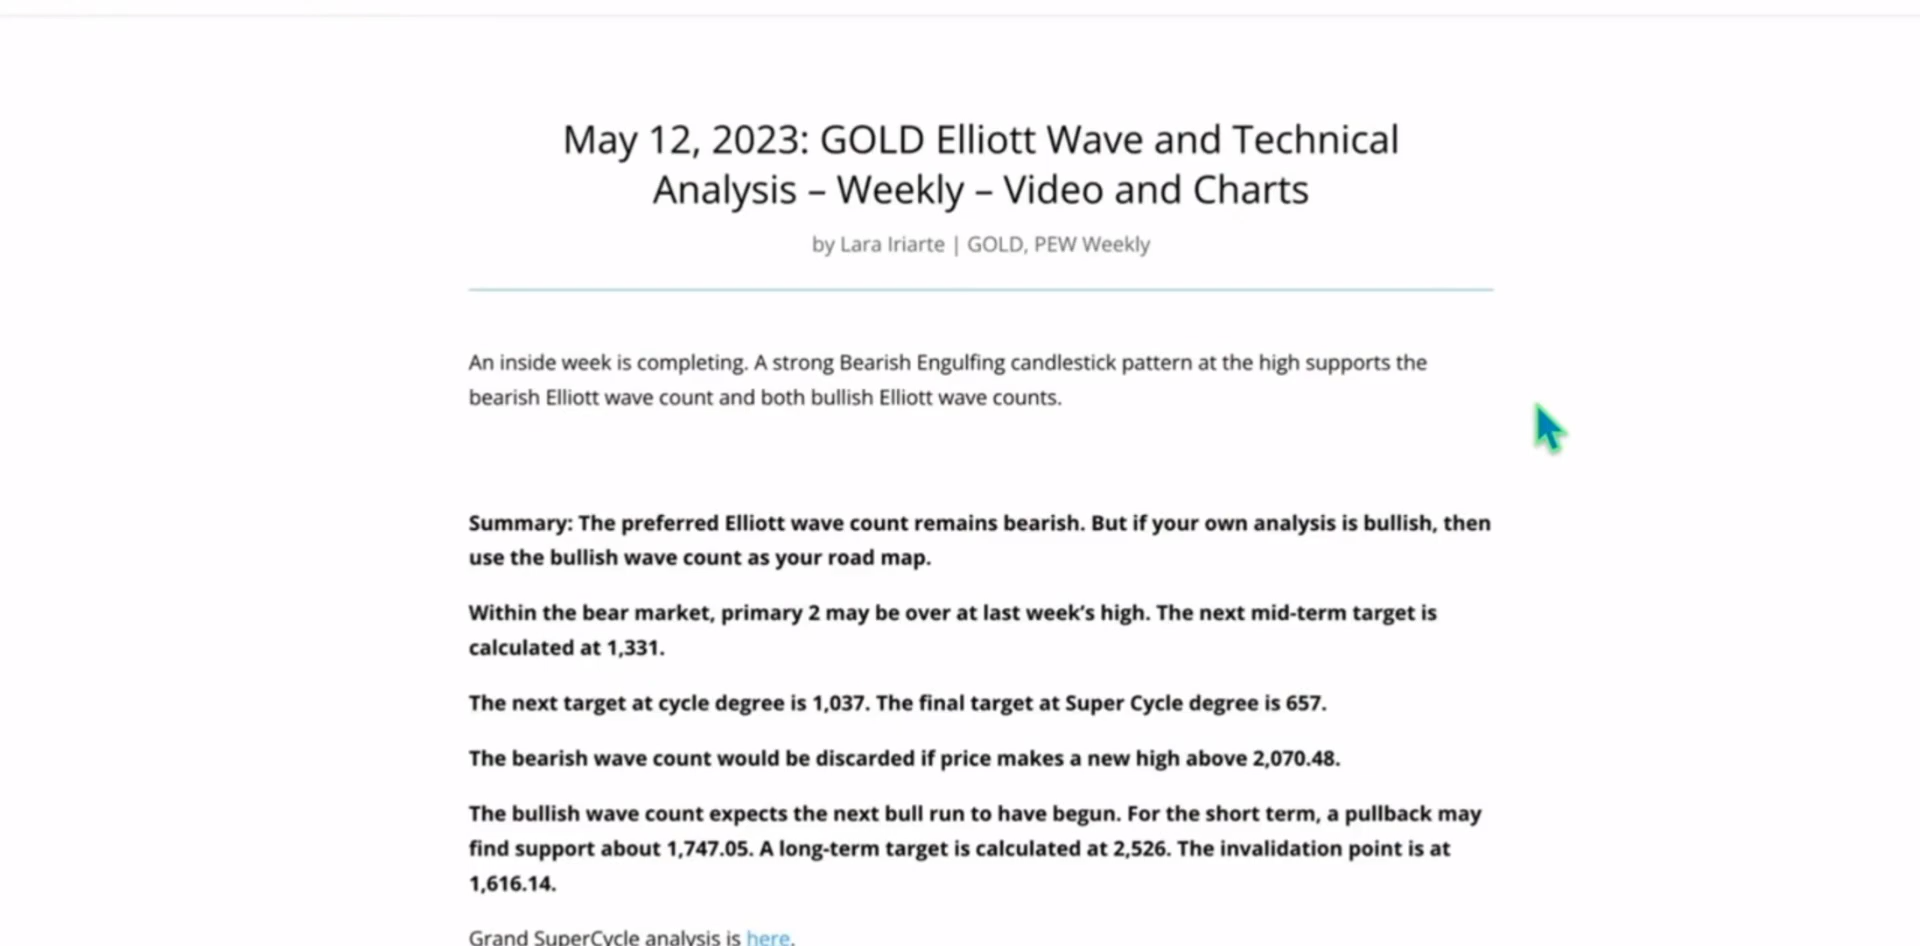 May 12, 2023: GOLD Elliott Wave and Technical
Analysis – Weekly – Video and Charts
by Lara Iriarte | GOLD, PEW Weekly
An inside week is completing. A strong Bearish Engulfing candlestick pattern at the high supports the
bearish Elliott wave count and both bullish Elliott wave counts.
Summary: The preferred Elliott wave count remains bearish. But if your own analysis is bullish, then
use the bullish wave count as your road map.
Within the bear market, primary 2 may be over at last week’s high. The next mid-term target is
calculated at 1,331.
The next target at cycle degree is 1,037. The final target at Super Cycle degree is 657.
The bearish wave count would be discarded if price makes a new high above 2,070.48.
The bullish wave count expects the next bull run to have begun. For the short term, a pullback may
find support about 1,747.05. A long-term target is calculated at 2,526. The invalidation point is at
1,616.14.
Grand SuperCycle analysis is here.